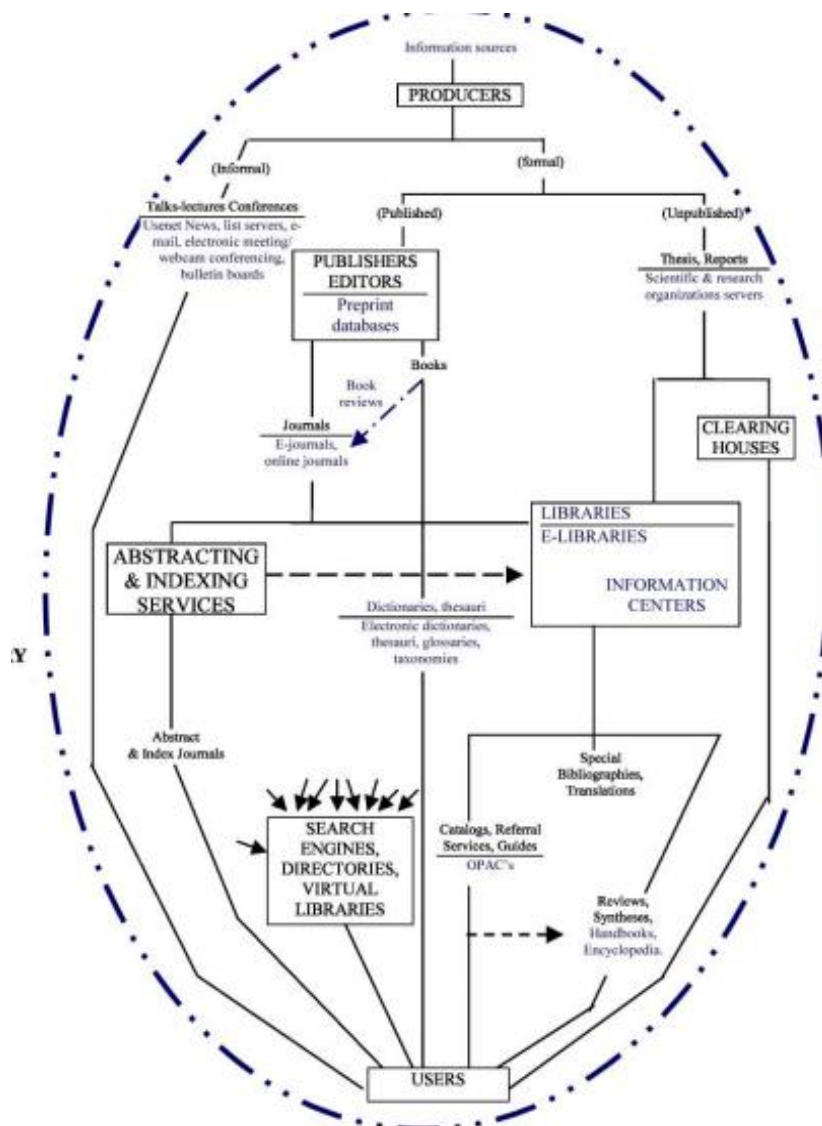 Information sources
PRODUCERS
(Informal)
(formal)
Talks-lectures Conferences
Usenet News, list servers, e-
mail, electronic meeting/
webcam conferencing,
bulletin boards
(Published)
(Unpublished)
PUBLISHERS
EDITORS
Preprint
databases
Thesis, Reports
Scientific & research
organizations servers
Books
Book
reviews
Journals
E-journals,
online journals
CLEARING
HOUSES
LIBRARIES
E-LIBRARIES
INFORMATION
CENTERS
ABSTRACTING
& INDEXING
SERVICES
Dictionaries, thesauri
Electronic dictionaries,
thesauri, glossaries,
taxonomies
Abstract
& Index Journals
Special
Bibliographies,
Translations
SEARCH
ENGINES,
DIRECTORIES,
VIRTUAL
LIBRARIES
Catalogs, Referral
Services, Guides
OPAC's
Reviews,
Syntheses,
Handbooks,
Encyclopedia.
USERS